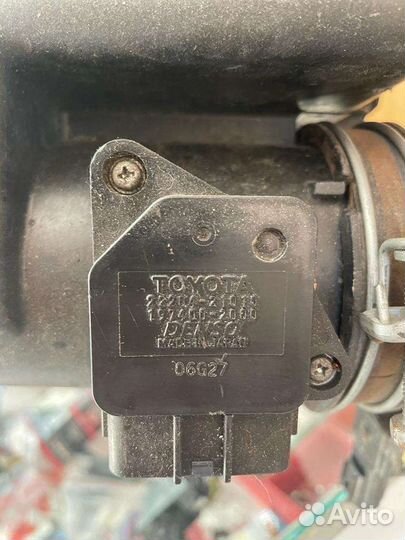 TOYOTA
22204-21010
197400-2000
DENSO
MADE IN JAPAN
06G27
Avito